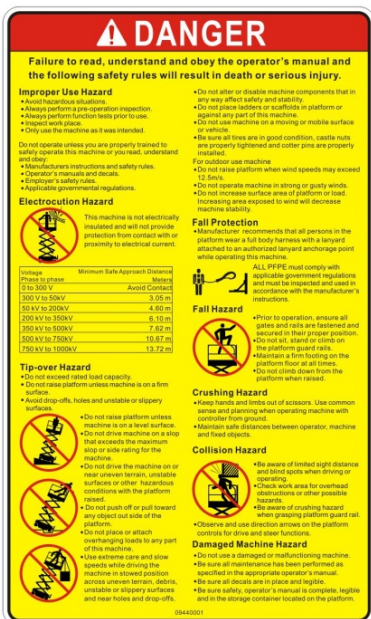 DANGER
Failure to read, understand and obey the operator's manual and
the following safety rules will result in death or serious injury.
Improper Use Hazard
•Avoid hazardous situations.
•Always perform a pre-operation inspection.
•Always perform function tests prior to use.
•Inspect work place.
•Only use the machine as it was intended.
Do not operate unless you are properly trained to
safely operate this machine or you read, understand
and obey:
•Manufacturers instructions and safety rules.
•Operator's manuals and decals.
•Employer's safety rules.
•Applicable governmental regulations.
Electrocution Hazard
This machine is not electrically
insulated and will not provide
protection from contact with or
proximity to electrical current.
Voltage Minimum Safe Approach Distance
Phase to phase Meters
0 to 300 V Avoid Contact
300 V to 50kV 3.05 m
50 kV to 200kV 4.60 m
200 kV to 350kV 6.10 m
350 kV to 500kV 7.62 m
500 kV to 750kV 10.67 m
750 kV to 1000kV 13.72 m
Tip-over Hazard
•Do not exceed rated load capacity.
•Do not raise platform unless machine is on a firm
surface.
•Avoid drop-offs, holes and unstable or slippery
surfaces.
•Do not raise platform unless
machine is on a level surface.
•Do not drive machine on a slop
that exceeds the maximum
slop or side rating for the
machine.
•Do not drive the machine on or
near uneven terrain, unstable
surfaces or other hazardous
conditions with the platform
raised.
•Do not push off or pull toward
any object out side of the
platform.
•Do not place or attach
overhanging loads to any part
of this machine.
•Use extreme care and slow
speeds while driving the
machine in stowed position
across uneven terrain, debris,
unstable or slippery surfaces
and near holes and drop-offs.
•Do not alter or disable machine components that in
any way affect safety and stability.
•Do not place ladders or scaffolds in platform or
against any part of this machine.
•Do not use machine on a moving or mobile surface
or vehicle.
•Be sure all tires are in good condition, castle nuts
are properly tightened and cotter pins are properly
installed.
For outdoor use machine
•Do not raise platform when wind speeds may exceed
12.5m/s.
•Do not operate machine in strong or gusty winds.
•Do not increase surface area of platform or load.
Increasing area exposed to wind will decrease
machine stability.
Fall Protection
•Manufacturer recommends that all persons in the
platform wear a full body harness with a lanyard
attached to an authorized lanyard anchorage point
while operating this machine.
ALL PFPE must comply with
applicable government regulations
and must be inspected and used in
accordance with the manufacturer's
instructions.
Fall Hazard
•Prior to operation, ensure all
gates and rails are fastened and
secured in their proper position.
•Do not sit, stand or climb on
the platform guard rails.
•Maintain a firm footing on the
platform floor at all times.
•Do not climb down from the
platform when raised.
Crushing Hazard
•Keep hands and limbs out of scissors. Use common
sense and planning when operating machine with
controller from ground.
•Maintain safe distances between operator, machine
and fixed objects.
Collision Hazard
•Be aware of limited sight distance
and blind spots when driving or
operating.
•Check work area for overhead
obstructions or other possible
hazards.
•Be aware of crushing hazard
when grasping platform guard rail.
•Observe and use direction arrows on the platform
controls for drive and steer functions.
Damaged Machine Hazard
•Do not use a damaged or malfunctioning machine.
•Be sure all maintenance has been performed as
specified in the appropriate operator's manual.
•Be sure all decals are in place and legible.
•Be sure safety, operator's manual is complete, legible
and in the storage container located on the platform.
09440001